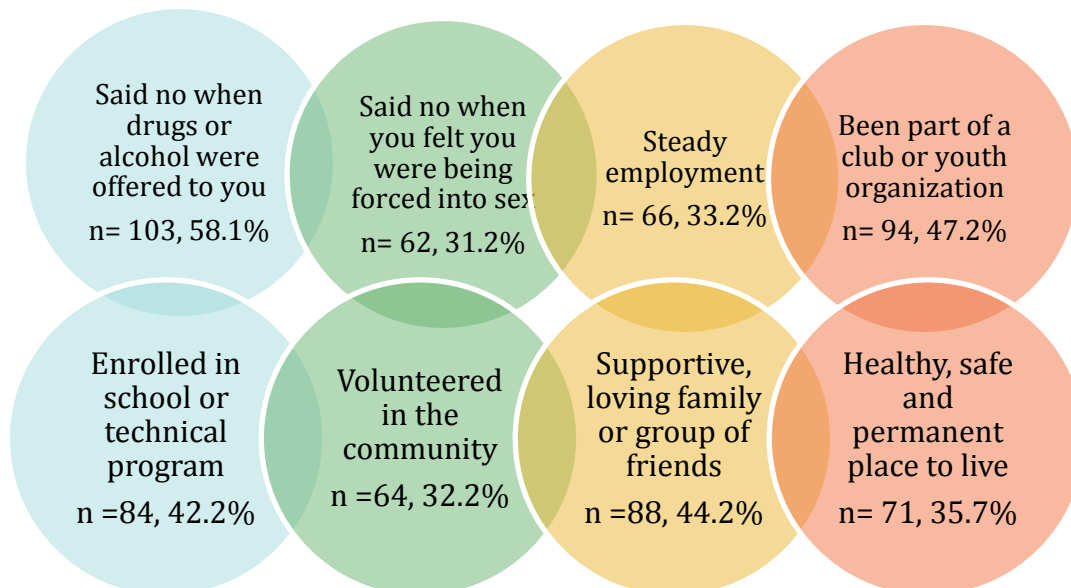 Said no when
drugs or
alcohol were
offered to you
n= 103, 58.1%
Said no when
you felt you
were being
forced into sex
n= 62, 31.2%
Steady
employment
n= 66, 33.2%
Been part of a
club or youth
organization
n= 94, 47.2%
Enrolled in
school or
technical
program
n =84, 42.2%
Volunteered
in the
community
n =64, 32.2%
Supportive,
loving family
or group of
friends
n =88, 44.2%
Healthy, safe
and
permanent
place to live
n= 71, 35.7%